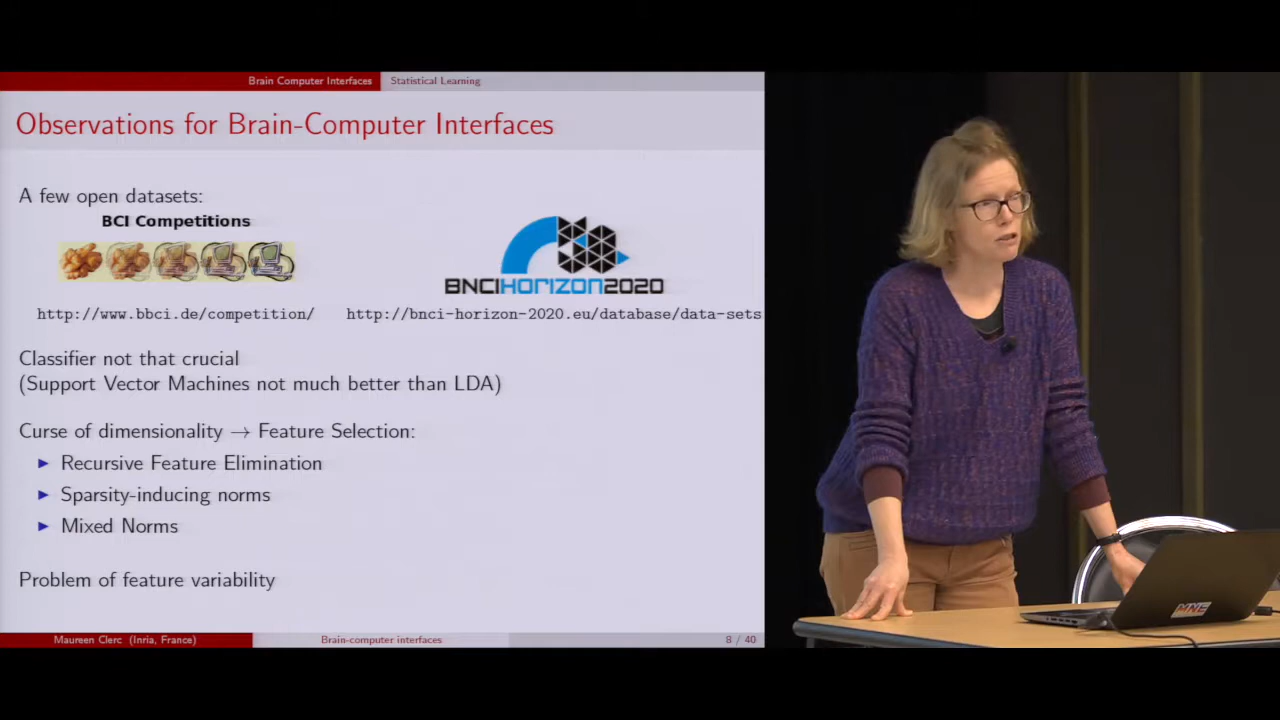 Brain Computer Interfaces Statistical Learning
Observations for Brain-Computer Interfaces
A few open datasets:
BCI Competitions
BNCIHORIZON2020
http://www.bbci.de/competition/ http://bnci-horizon-2020.eu/database/data-sets
Classifier not that crucial
(Support Vector Machines not much better than LDA)
Curse of dimensionality → Feature Selection:
► Recursive Feature Elimination
► Sparsity-inducing norms
► Mixed Norms
Problem of feature variability
Maureen Clerc (Inria, France) Brain-computer interfaces 8 / 40
MNE